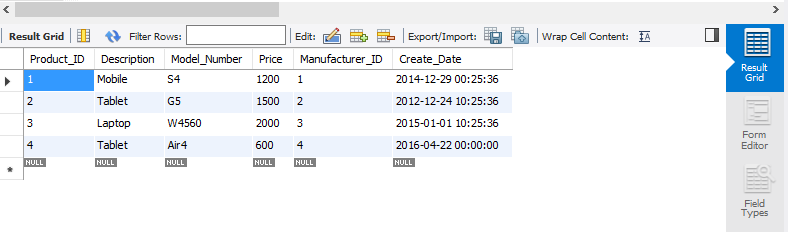 Result Grid Filter Rows: Edit: Export/Import: Wrap Cell Content: IA
Product_ID Description Model_Number Price Manufacturer_ID Create_Date
1 Mobile S4 1200 1 2014-12-29 00:25:36
2 Tablet G5 1500 2 2012-12-24 10:25:36
3 Laptop W4560 2000 3 2015-01-01 10:25:36
4 Tablet Air4 600 4 2016-04-22 00:00:00
* NULL NULL NULL NULL NULL NULL
Result
Grid
Form
Editor
Field
Types